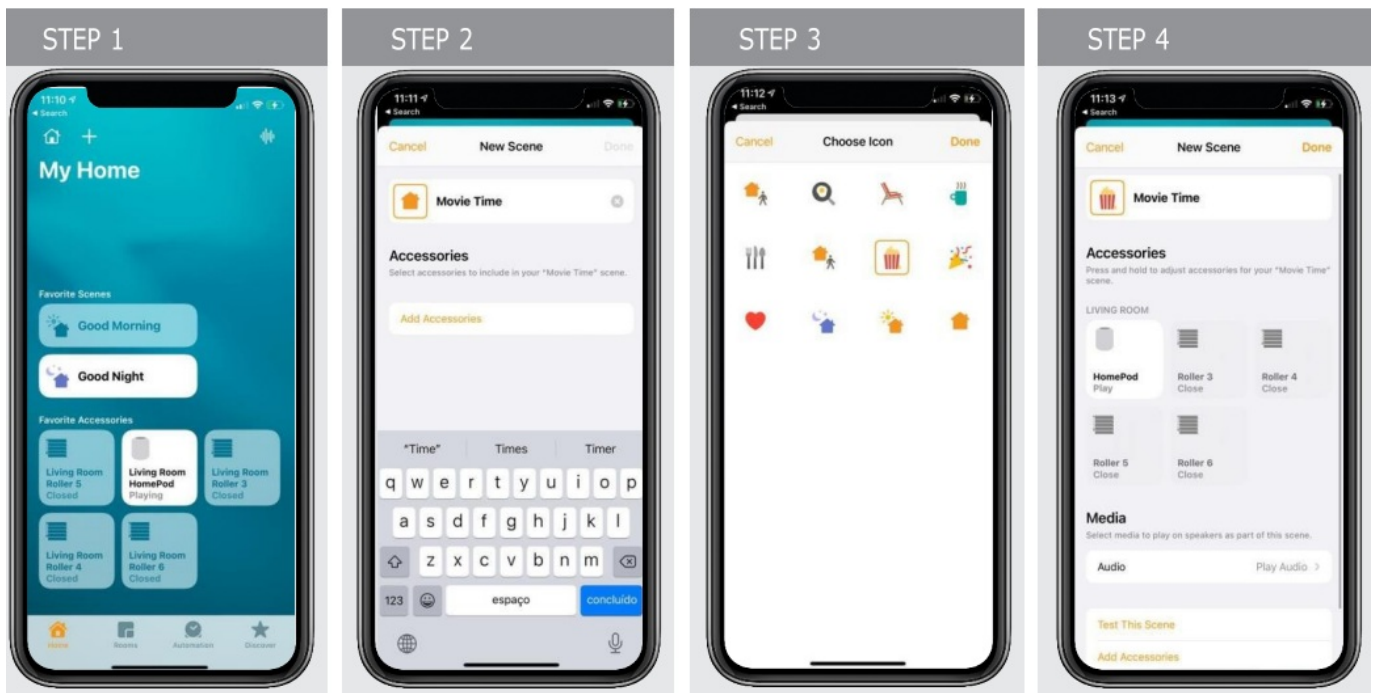 STEP 1
11:10
Search
My Home
Favorite Scenes
Good Morning
Good Night
Favorite Accessories
Living Room
Roller 5
Closed
Living Room
HomePod
Playing
Living Room
Roller 3
Closed
Living Room
Roller 4
Closed
Living Room
Roller 6
Closed
Home
Rooms
Automation
Discover
STEP 2
11:11
Search
Cancel New Scene Done
Movie Time
Accessories
Select accessories to include in your "Movie Time" scene.
Add Accessories
"Time" Times Timer
q w e r t y u i o p
a s d f g h j k l
z x c v b n m
123 espaço concluído
STEP 3
11:12
Search
Cancel Choose Icon Done
STEP 4
11:13
Search
Cancel New Scene Done
Movie Time
Accessories
Press and hold to adjust accessories for your "Movie Time"
scene.
LIVING ROOM
HomePod
Play
Roller 3
Close
Roller 4
Close
Roller 5
Close
Roller 6
Close
Media
Select media to play on speakers as part of this scene.
Audio Play Audio >
Test This Scene
Add Accessories